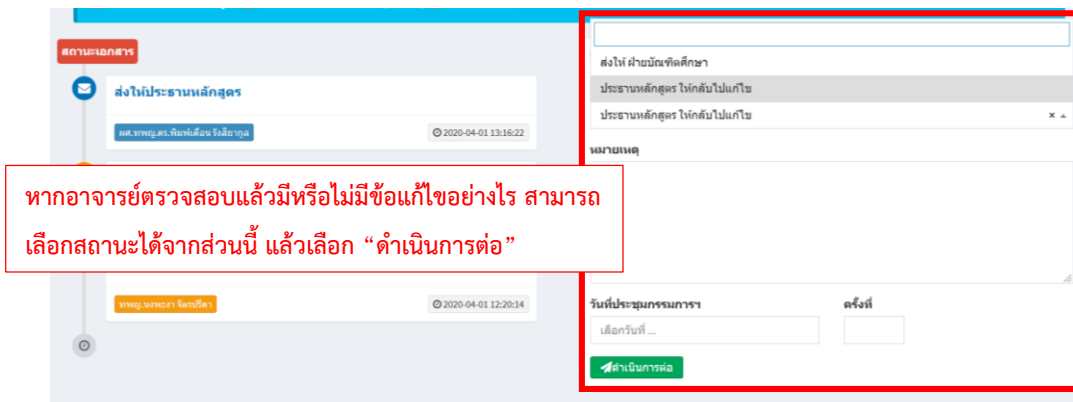 สถานะเอกสาร
ส่งให้ประธานหลักสูตร
ผศ.ทพญ.ดร.พิมพ์เดือน รังสิยากูล
2020-04-01 13:16:22
หากอาจารย์ตรวจสอบแล้วมีหรือไม่มีข้อแก้ไขอย่างไร สามารถ
เลือกสถานะได้จากส่วนนี้ แล้วเลือก “ดำเนินการต่อ”
2020-04-01 12:20:14
ส่งให้ ฝ่ายบัณฑิตศึกษา
ประธานหลักสูตร ให้กลับไปแก้ไข
ประธานหลักสูตร ให้กลับไปแก้ไข
หมายเหตุ
วันที่ประชุมกรรมการฯ ครั้งที่
เลือกวันที่ ...
ดำเนินการต่อ